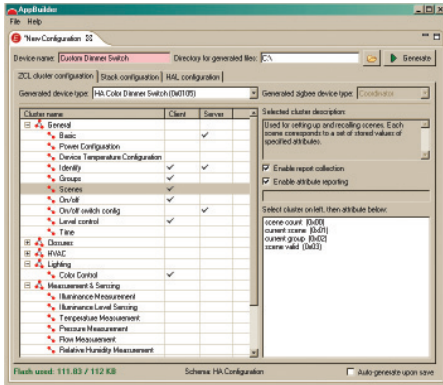 AppBuilder
File Help
*New Configuration
Device name: Custom Dimmer Switch Directory for generated files: C:\ Generate
ZCL cluster configuration Stack configuration HAL configuration
Generated device type: HA Color Dimmer Switch (0x0105) Generated zigbee device type: Coordinator
Cluster name Client Server
Selected cluster description:
General
Basic
Power Configuration
Device Temperature Configuration
Identify
Groups
Scenes
On/off
On/off switch config
Level control
Time
Closures
HVAC
Lighting
Color Control
Measurement & Sensing
Illuminance Measurement
Illuminance Level Sensing
Temperature Measurement
Pressure Measurement
Flow Measurement
Relative Humidity Measurement
Used for setting up and recalling scenes. Each
scene corresponds to a set of stored values of
specified attributes.
Enable report collection
Enable attribute reporting
Select cluster on left, then attribute below:
scene count (0x00)
current scene (0x01)
current group (0x02)
scene valid (0x03)
Flash used: 111.83 / 112 KB Schema: HA Configuration Auto-generate upon save